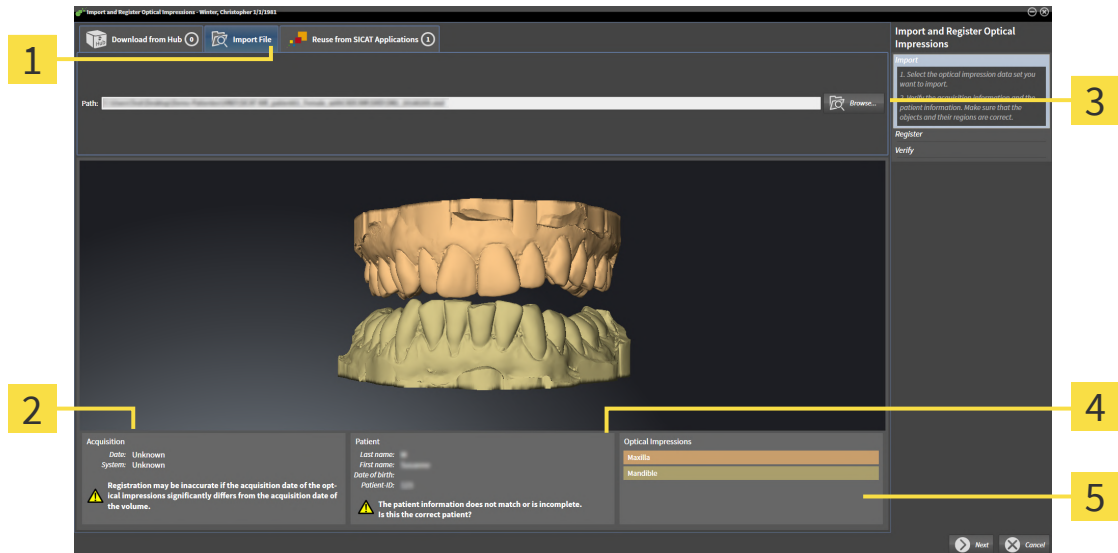 Import and Register Optical Impressions - Winter, Christopher 1/1/1981
Hub
Download from Hub 0
Import File
Reuse from SICAT Applications 1
Path:
Browse...
Import and Register Optical
Impressions
Import
1. Select the optical impression data set you
want to import.
2. Verify the acquisition information and the
patient information. Make sure that the
objects and their regions are correct.
Register
Verify
1
3
2
4
5
Acquisition
Date: Unknown
System: Unknown
Registration may be inaccurate if the acquisition date of the opt-
ical impressions significantly differs from the acquisition date of
the volume.
Patient
Last name:
First name:
Date of birth:
Patient-ID:
The patient information does not match or is incomplete.
Is this the correct patient?
Optical Impressions
Maxilla
Mandible
Next
Cancel